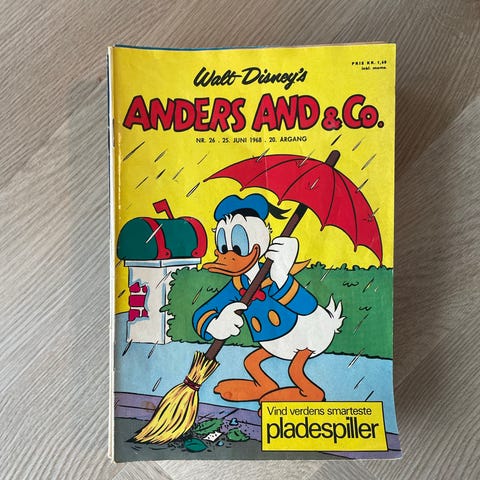 PRIS KR. 1,60
inkl. moms.
Walt Disney's
ANDERS AND & Co.
NR. 26 . 25. JUNI 1968 . 20. ÅRGANG
Vind verdens smarteste
pladespiller